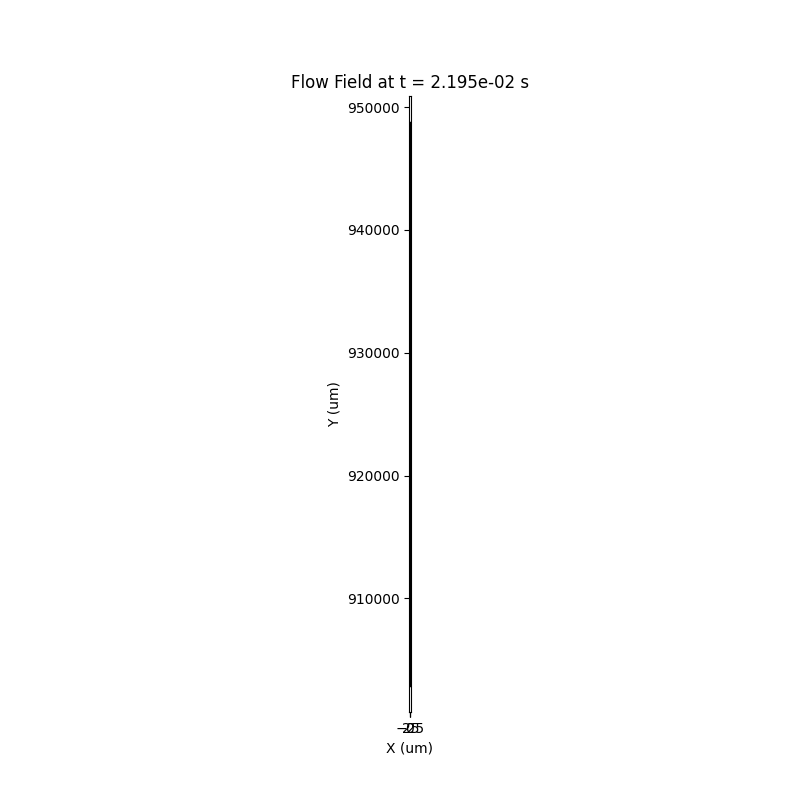 Flow Field at t = 2.195e-02 s
950000
940000
930000
920000
910000
Y (um)
X (um)